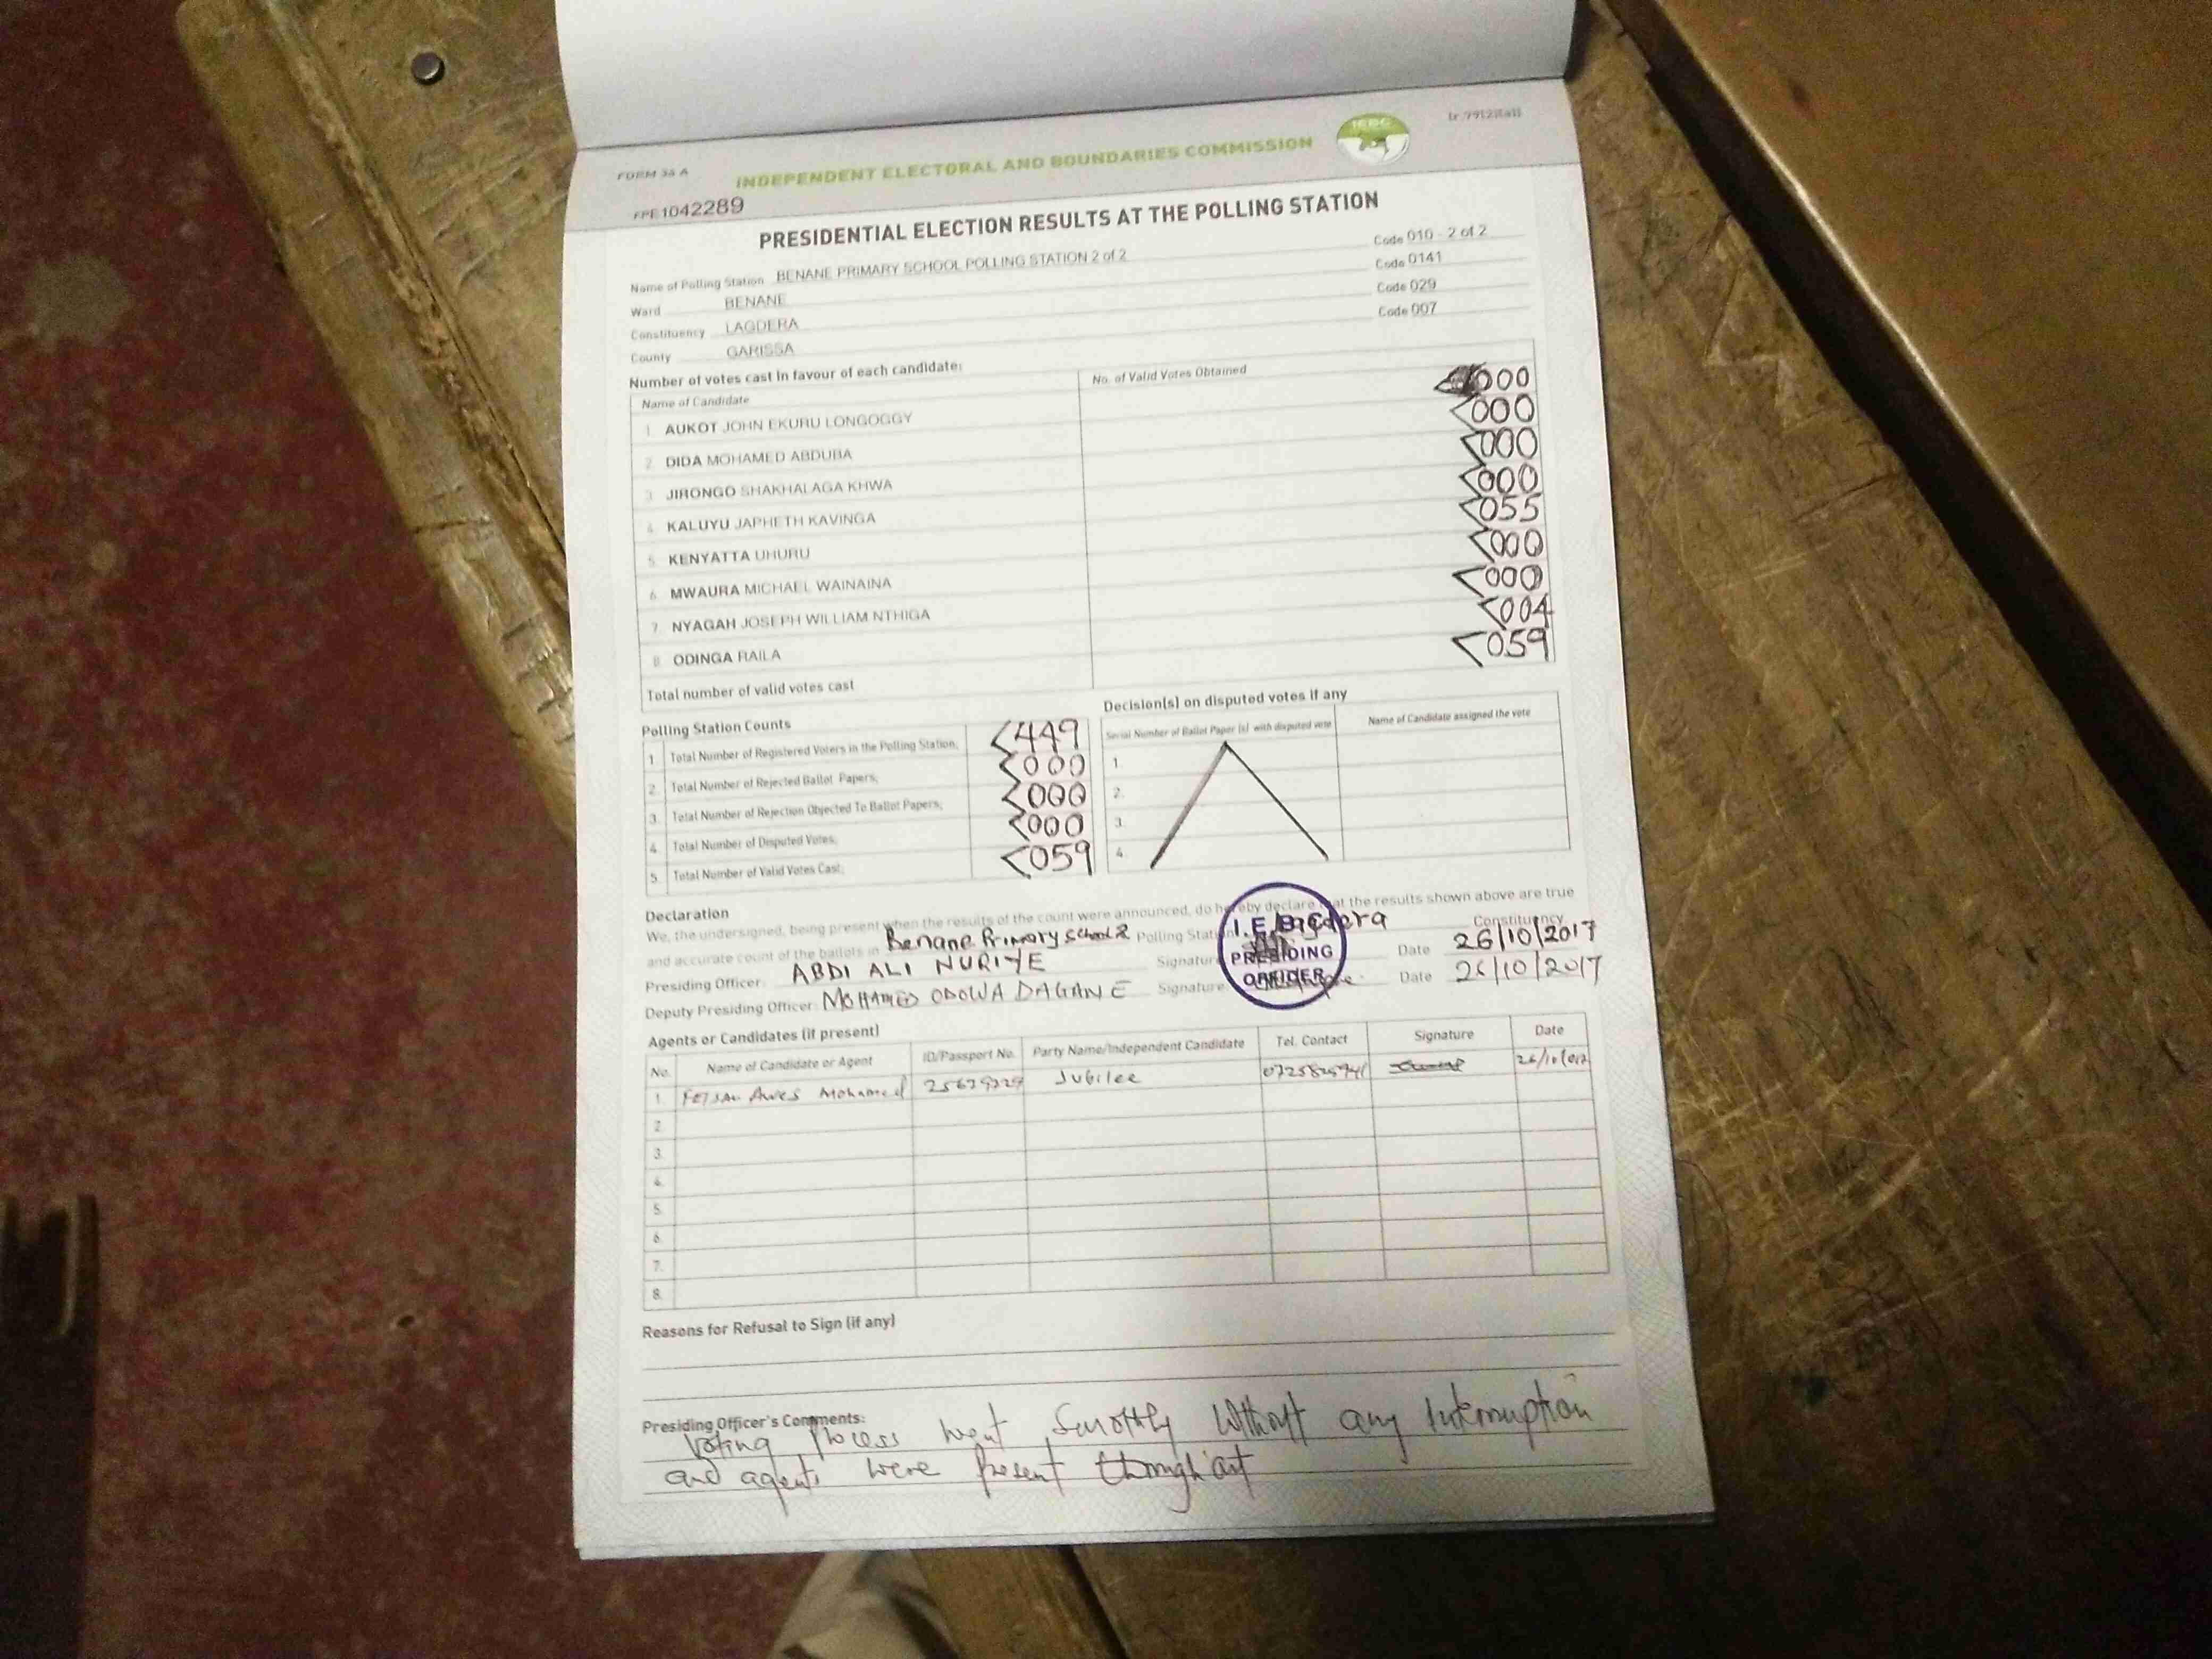 FORM 34 A
INDEPENDENT ELECTORAL AND BOUNDARIES COMMISSION
IEBC
FPE 1042289
PRESIDENTIAL ELECTION RESULTS AT THE POLLING STATION
Name of Polling Station BENANE PRIMARY SCHOOL POLLING STATION 2 of 2 Code 010 - 2 of 2
Ward BENANE Code 0141
Constituency LAGDERA Code 029
County GARISSA Code 007
Number of votes cast in favour of each candidate:
Name of Candidate No. of Valid Votes Obtained
1. AUKOT JOHN EKURU LONGOGGY 000
2. DIDA MOHAMED ABDUBA 000
3. JIRONGO SHAKHALAGA KHWA 000
4. KALUYU JAPHETH KAVINGA 000
5. KENYATTA UHURU 055
6. MWAURA MICHAEL WAINAINA 000
7. NYAGAH JOSEPH WILLIAM NTHIGA 000
8. ODINGA RAILA 004
Total number of valid votes cast 059
Polling Station Counts
1. Total Number of Registered Voters in the Polling Station; 449
2. Total Number of Rejected Ballot Papers; 000
3. Total Number of Rejection Objected To Ballot Papers; 000
4. Total Number of Disputed Votes; 000
5. Total Number of Valid Votes Cast; 059
Decision(s) on disputed votes if any
Serial Number of Ballot Paper (s) with disputed vote Name of Candidate assigned the vote
1.
2.
3.
4.
Declaration
We, the undersigned, being present when the results of the count were announced, do hereby declare that the results shown above are true
and accurate count of the ballots in Benane Primary School 2 Polling Station Lagdera Constituency
Presiding Officer: ABDI ALI NURIYE Signature Date 26/10/2017
Deputy Presiding Officer: MOHAMED ODOWA DAGANE Signature Date 26/10/2017
I.E.B.C
PRESIDING
OFFICER
Agents or Candidates (if present)
No. Name of Candidate or Agent ID/Passport No. Party Name/Independent Candidate Tel. Contact Signature Date
1. Mohamed Jubilee
2.
3.
4.
5.
6.
7.
8.
Reasons for Refusal to Sign (if any)
Presiding Officer's Comments:
Voting Process went Smothly Without any Interruption
and agents were Present through'out